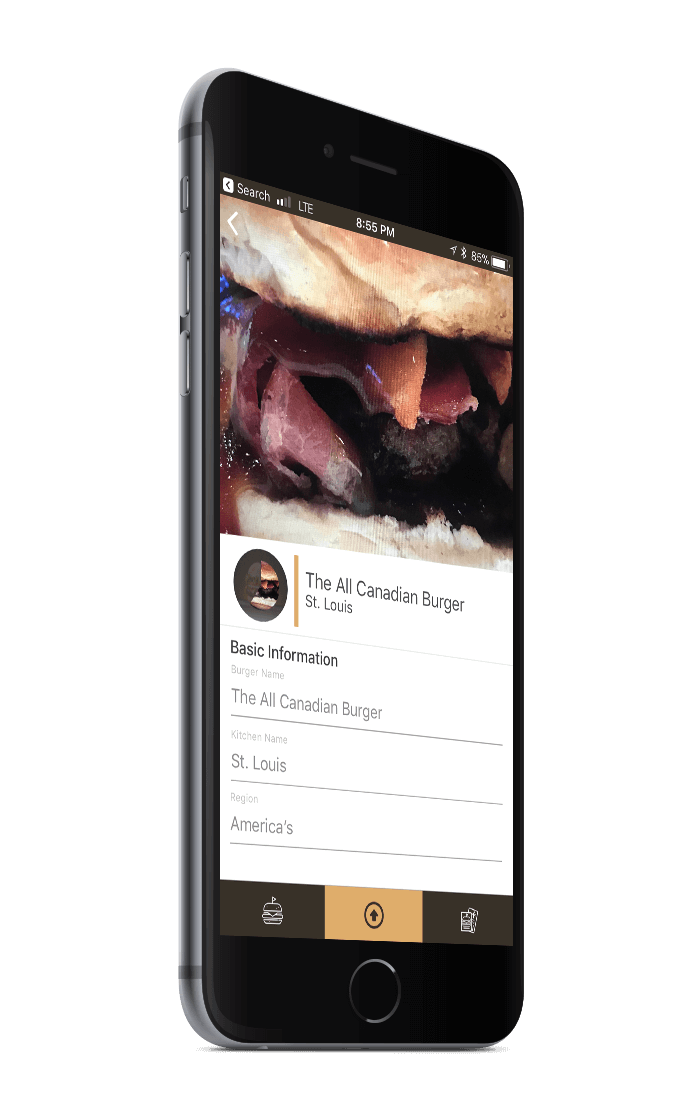 Search LTE 8:55 PM 85%
The All Canadian Burger
St. Louis
Basic Information
Burger Name
The All Canadian Burger
Kitchen Name
St. Louis
Region
America's